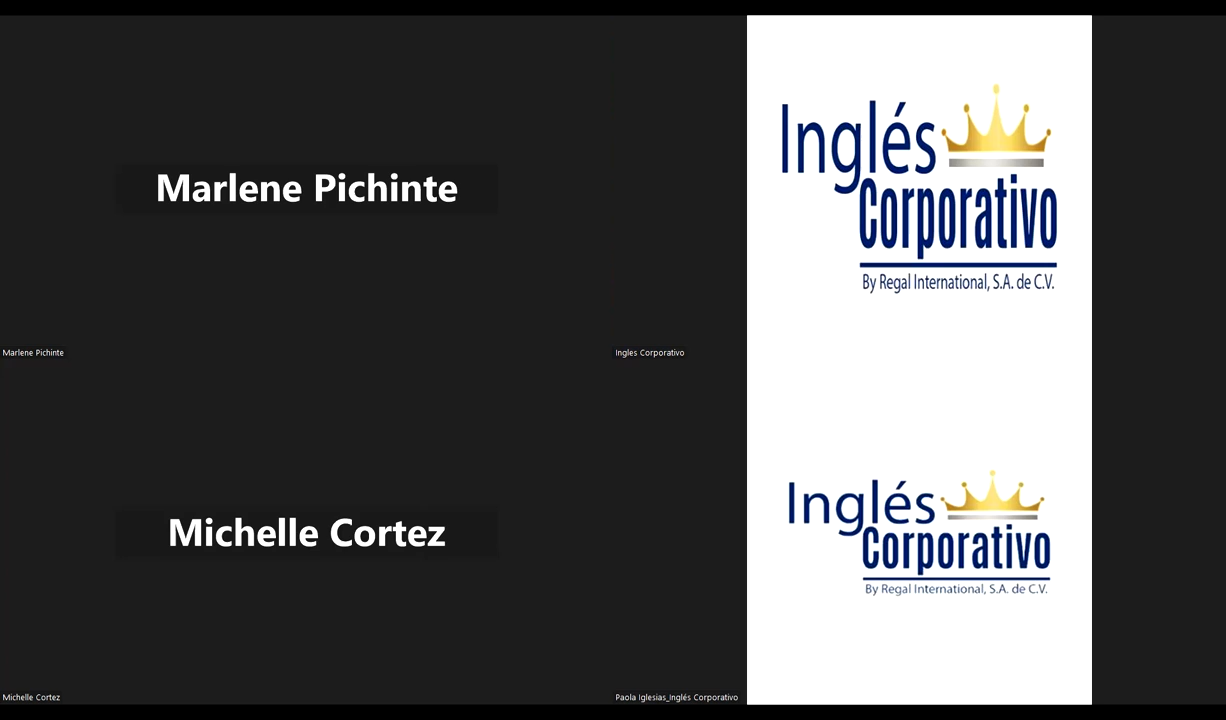 Marlene Pichinte
Marlene Pichinte
Inglés
Corporativo
By Regal International, S.A. de C.V.
Ingles Corporativo
Michelle Cortez
Michelle Cortez
Inglés
Corporativo
By Regal International, S.A. de C.V.
Paola Iglesias_Inglés Corporativo